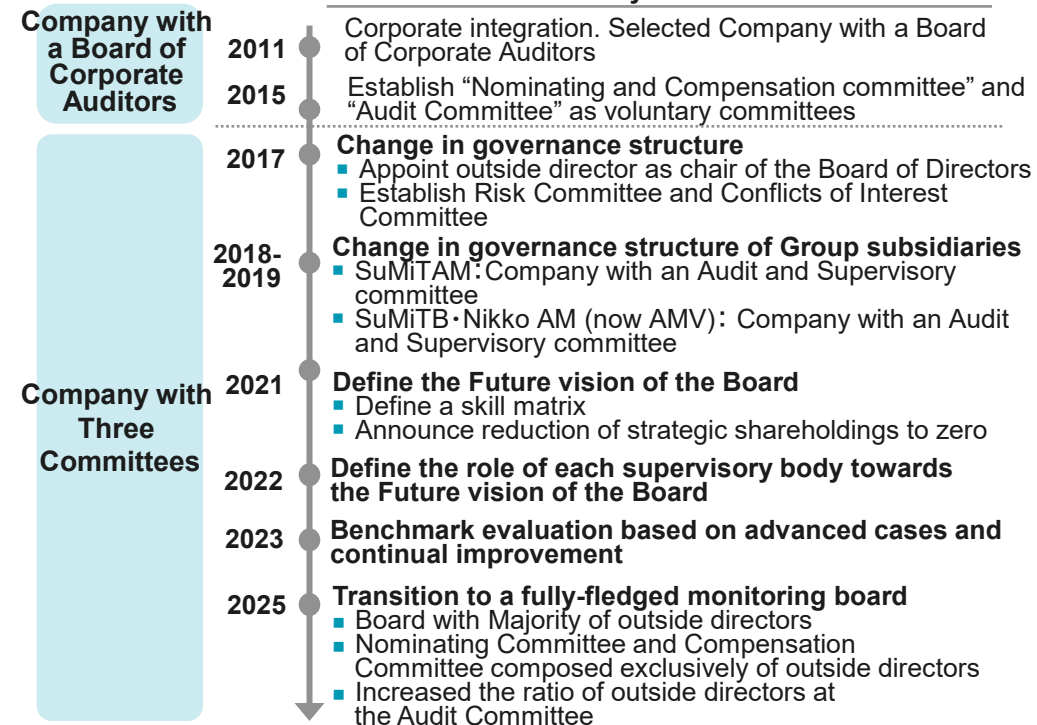 Company with
a Board of
Corporate
Auditors
2011
Corporate integration. Selected Company with a Board
of Corporate Auditors
2015
Establish “Nominating and Compensation committee” and
“Audit Committee” as voluntary committees
Company with
Three
Committees
2017
Change in governance structure
■ Appoint outside director as chair of the Board of Directors
■ Establish Risk Committee and Conflicts of Interest
Committee
2018-
2019
Change in governance structure of Group subsidiaries
■ SuMiTAM：Company with an Audit and Supervisory
committee
■ SuMiTB・Nikko AM (now AMV)： Company with an Audit
and Supervisory committee
2021
Define the Future vision of the Board
■ Define a skill matrix
■ Announce reduction of strategic shareholdings to zero
2022
Define the role of each supervisory body towards
the Future vision of the Board
2023
Benchmark evaluation based on advanced cases and
continual improvement
2025
Transition to a fully-fledged monitoring board
■ Board with Majority of outside directors
■ Nominating Committee and Compensation
Committee composed exclusively of outside directors
■ Increased the ratio of outside directors at
the Audit Committee